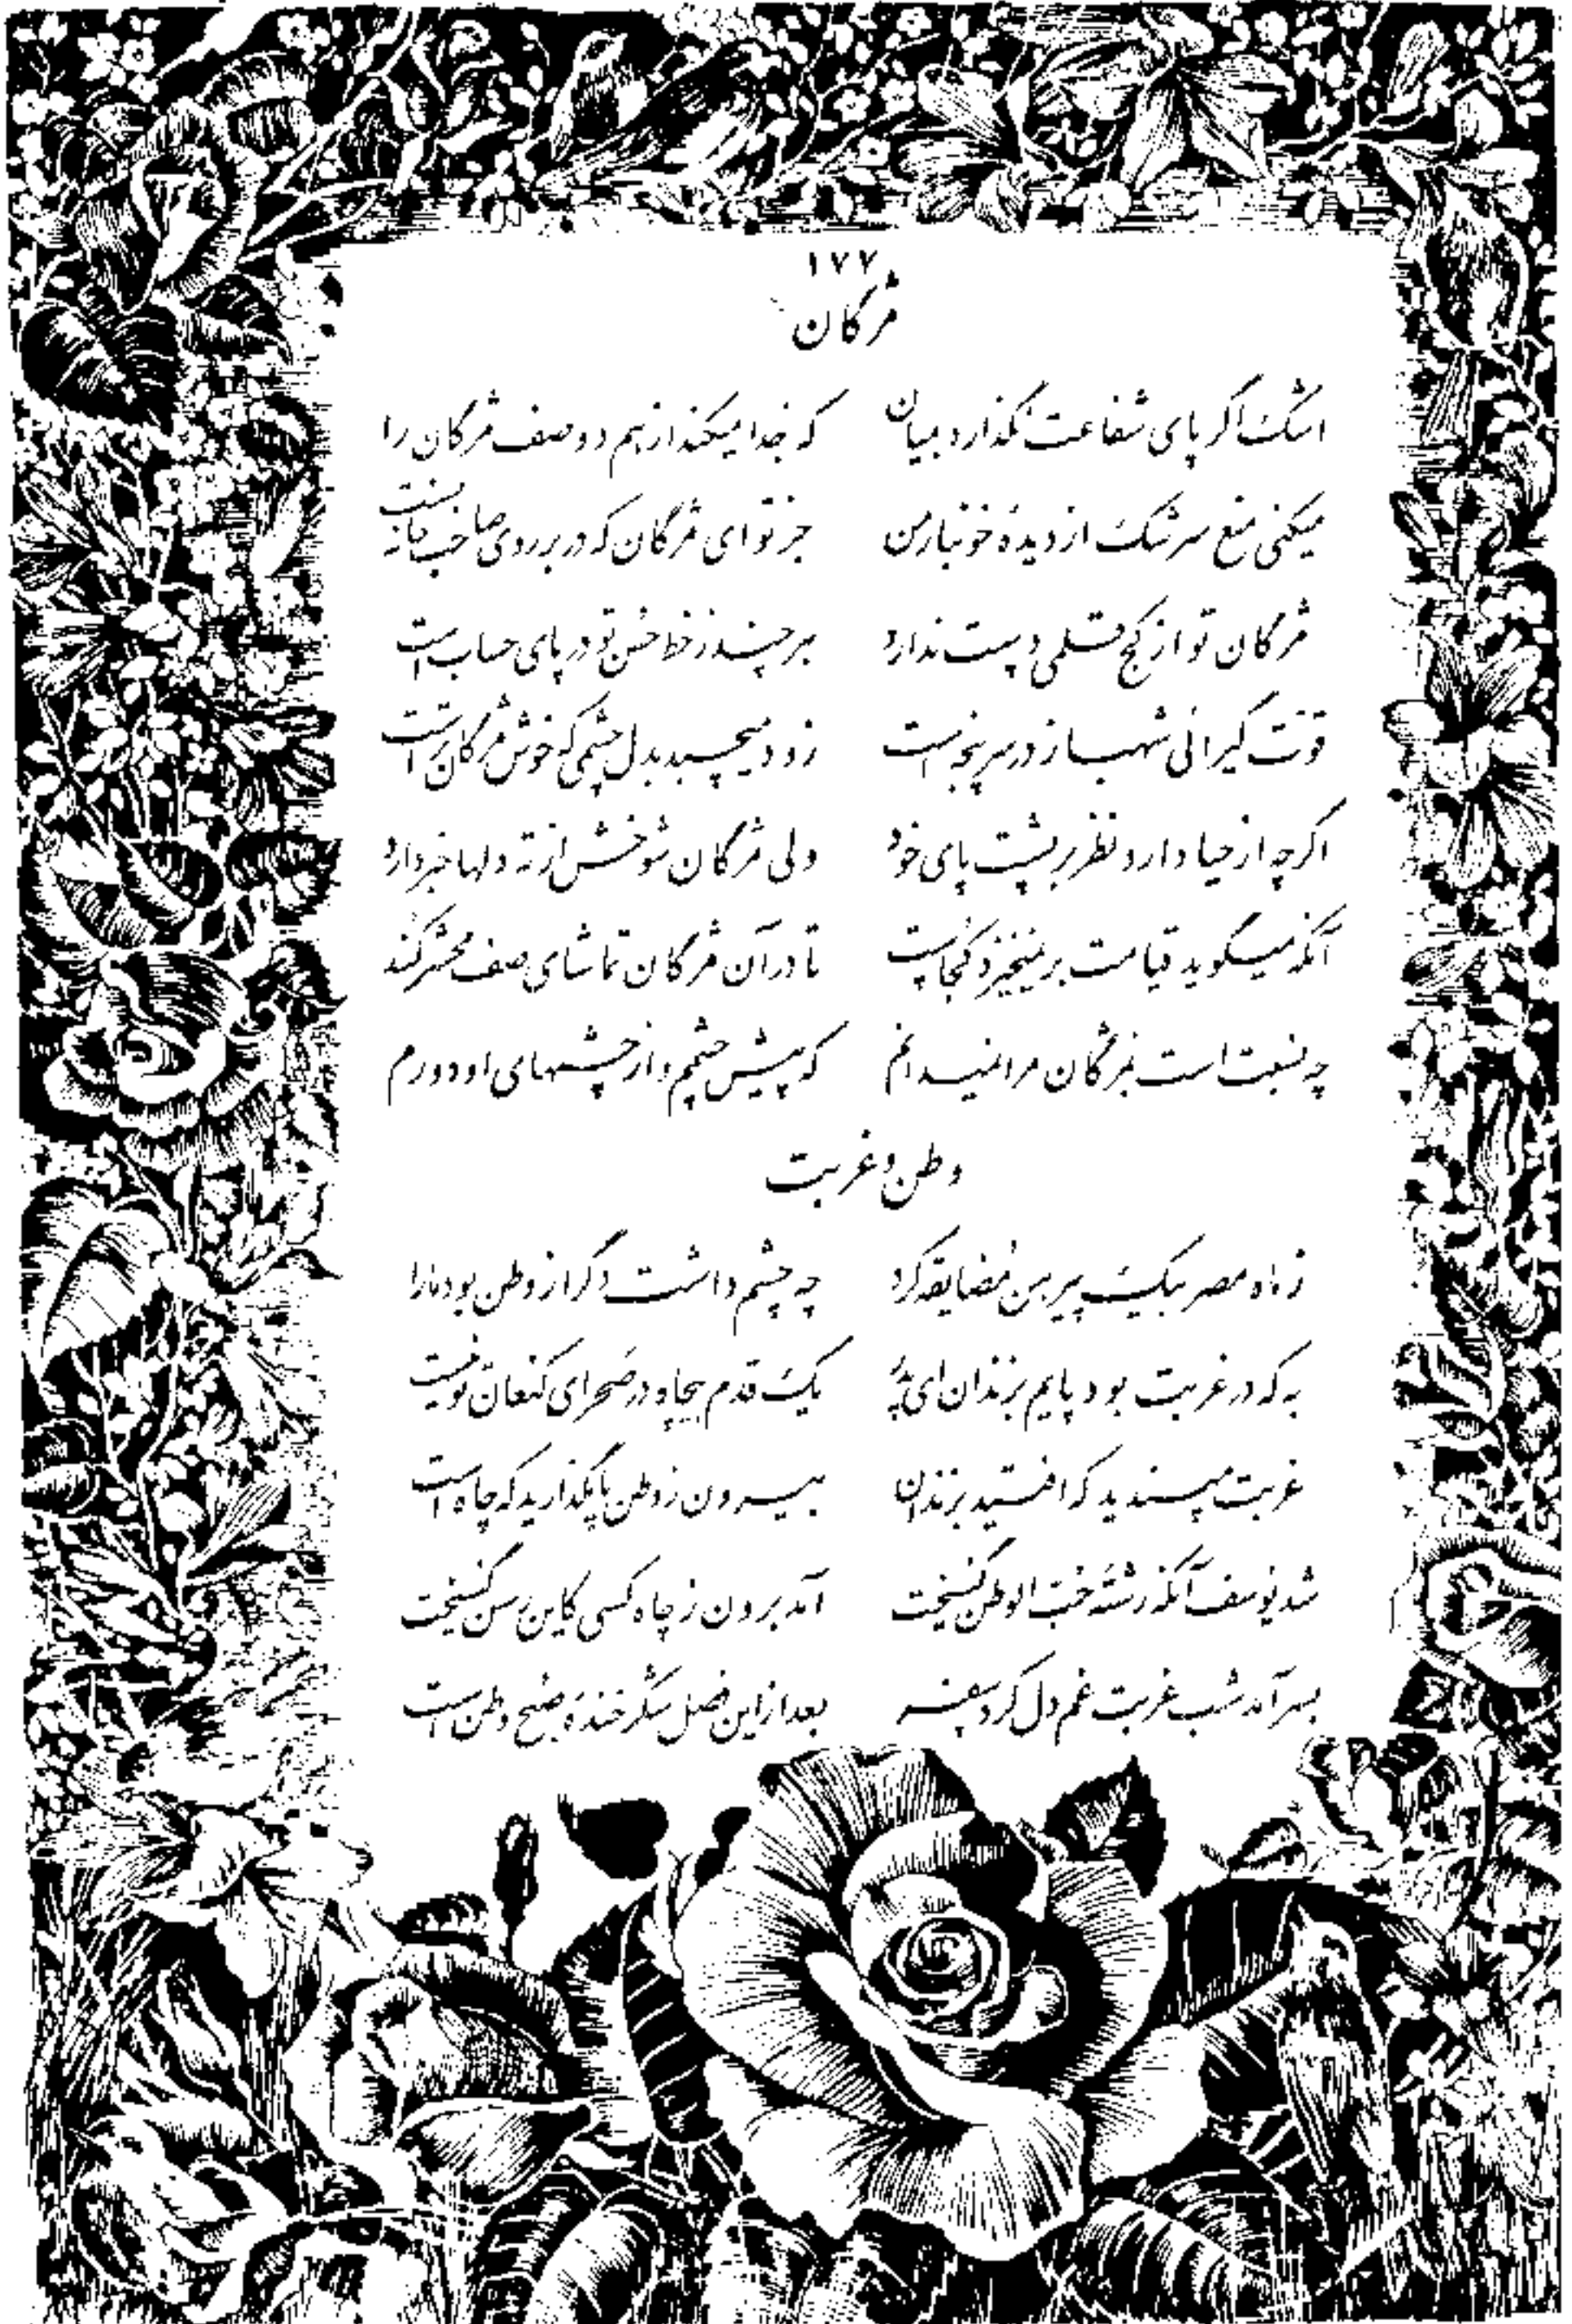 ۱۷۷
مژگان
اشک اگر پای شفاعت نگذارد بمیان که جدا میکند از هم دو صف مژگان را
میکنی منع سرشک از دیدهٔ خونبار من جز تو ای مژگان که در بر روی صاحب خانه بست
مژگان تو از کج قلمی دست ندارد هر چند ز خط حسن تو در پای حساب است
قوت گیرائی شهباز در سرپنجه است زود میچسبد بدل چشمی که خوش مژگان تر است
اگر چه از حیا دارد نظر بر پشت پای خود ولی مژگان شوخش از ته دلها خبر دارد
آنکه میگوید قیامت بر نمیخیزد کجاست تا در آن مژگان تماشای صف محشر کند
چه نسبت است بمژگان مرا نمیدانم که پیش چشم و از چشمهای او دورم
وطن و غربت
ز ماه مصر بیک پیرهن مضایقه کرد چه چشم داشت دگر از وطن بود ما را
به که در غربت بود پایم بزندان ای پدر یک قدم بیچاه در صحرای کنعان تو نیست
غربت مپسندید که افتید بزندان بیرون ز وطن پا مگذارید که چاه است
شد یوسف آنکه رشتهٔ حب الوطن گسیخت آمد برون ز چاه کسی کاین رسن گسیخت
بسر آمد شب غربت غم دل کرد سفر بعد از این فصل شکر خندهٔ صبح وطن است